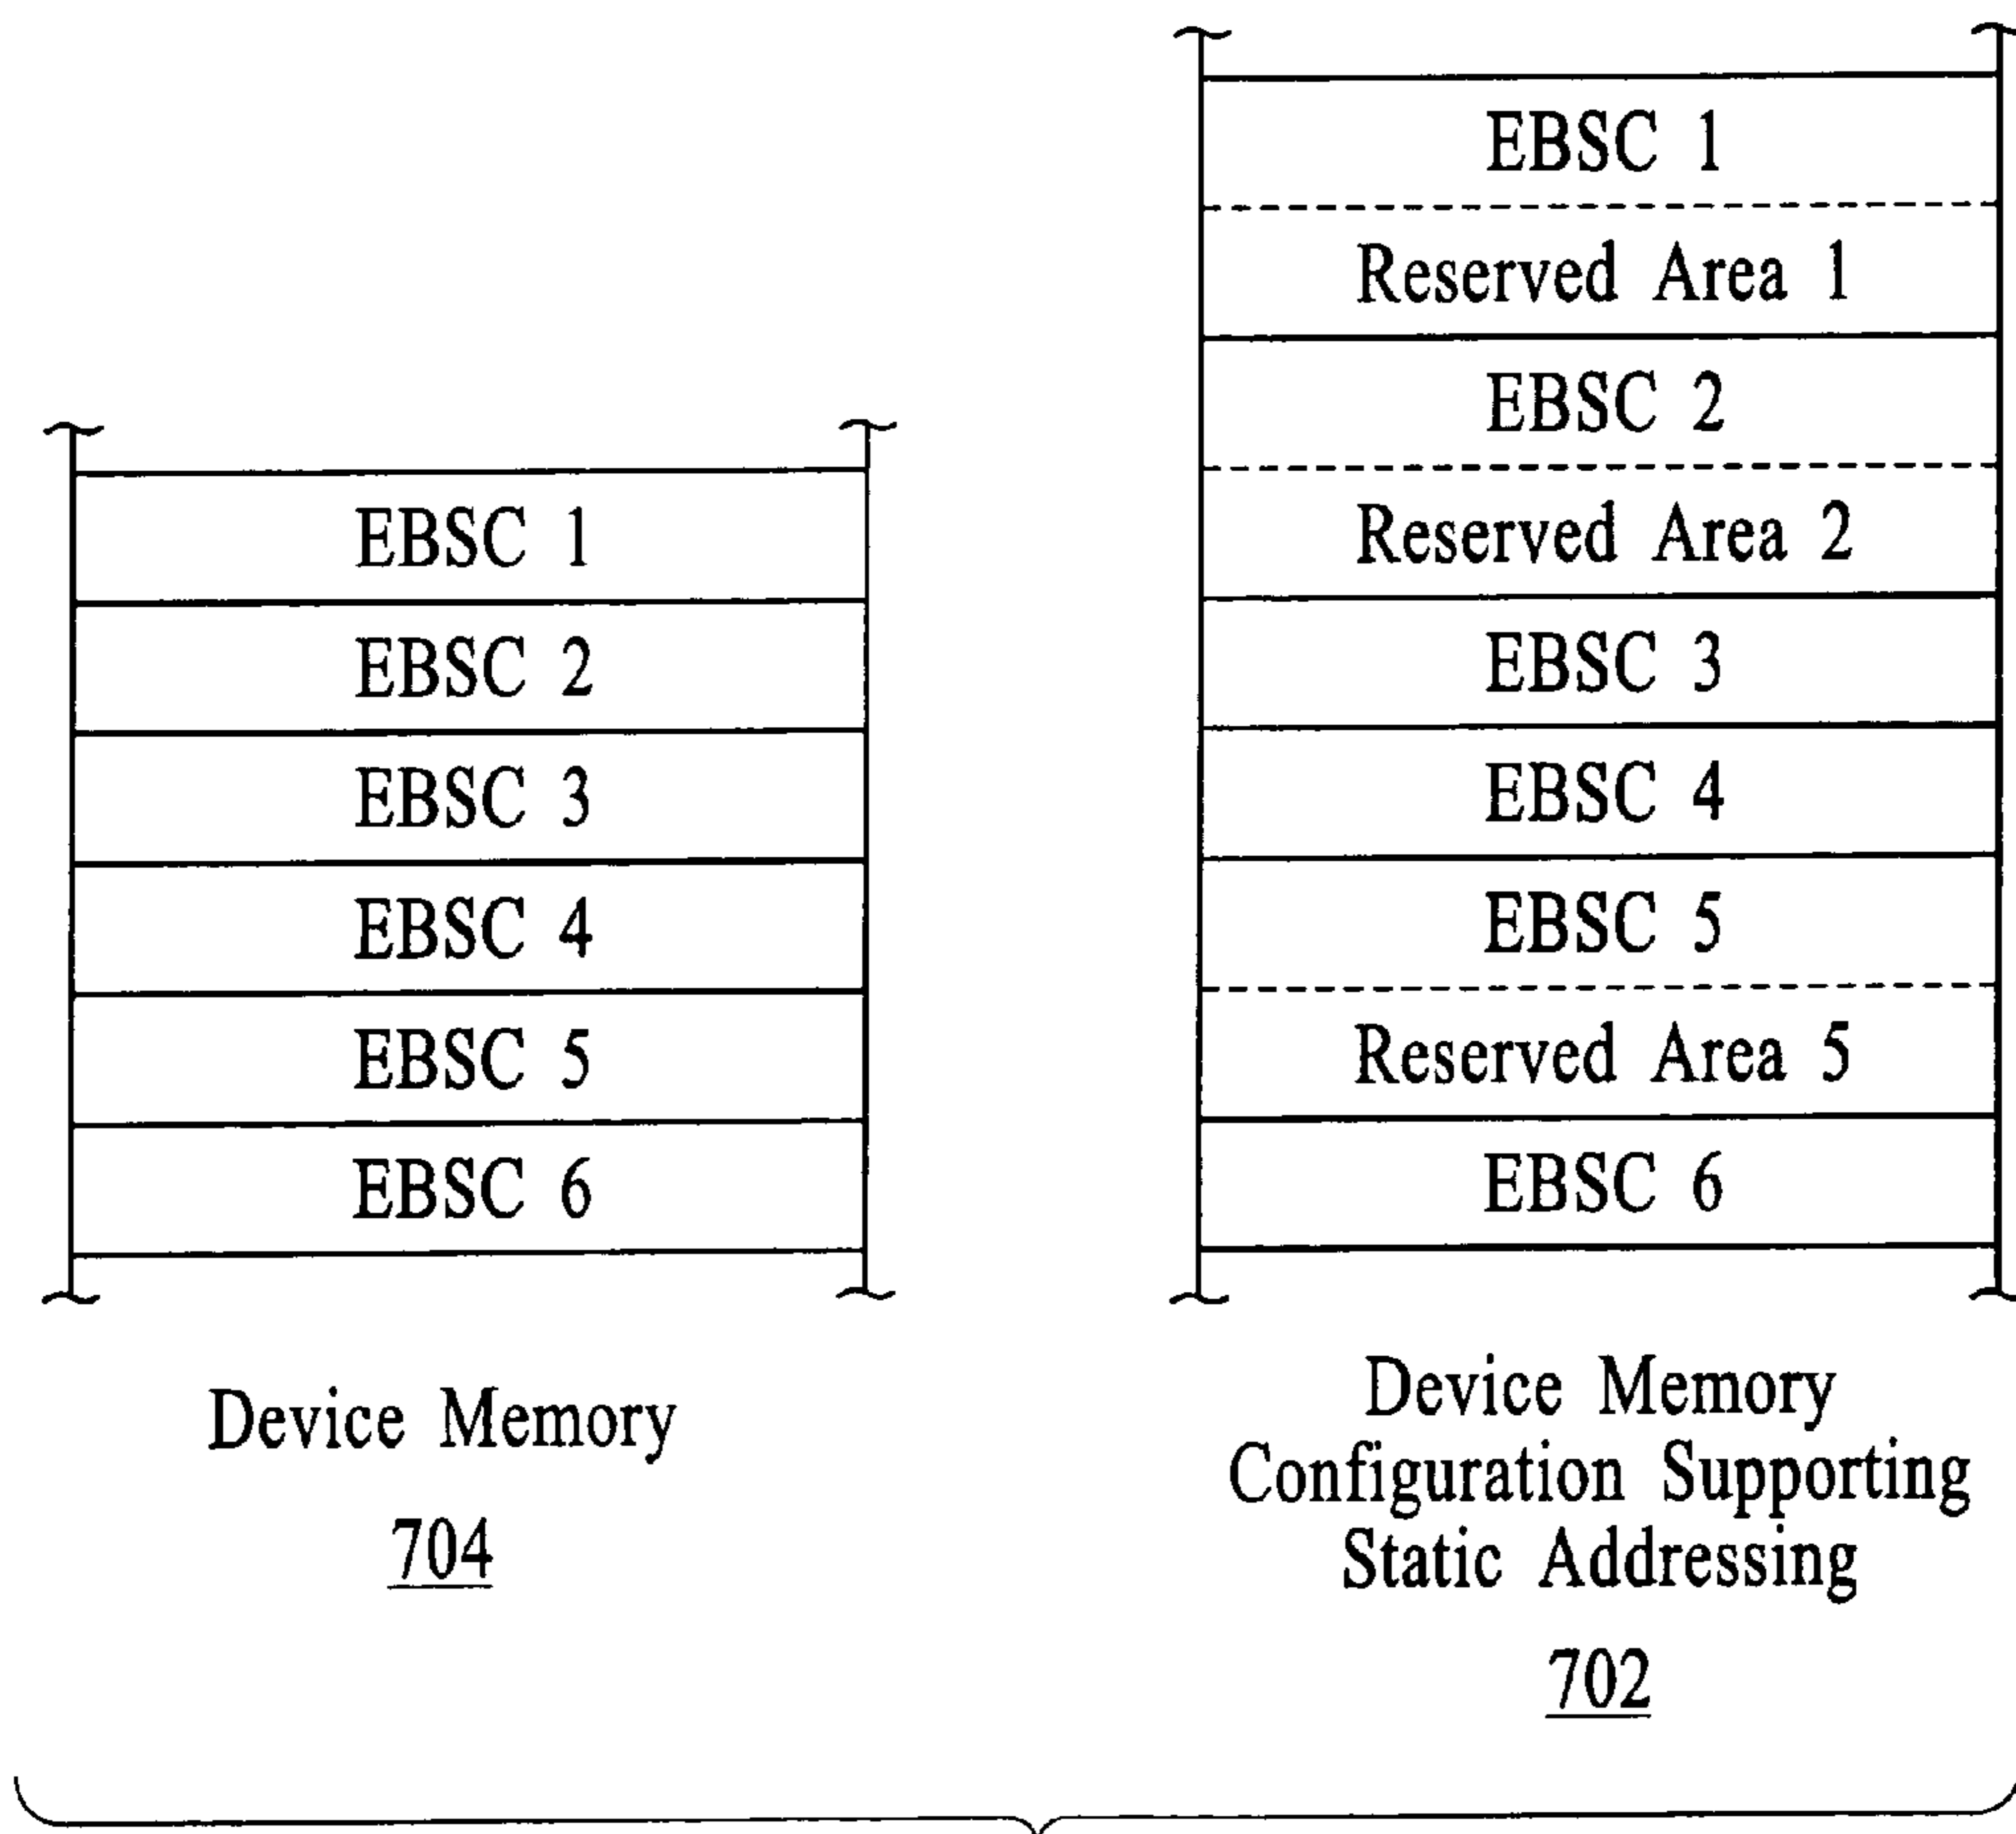 EBSC 1
EBSC 2
EBSC 3
EBSC 4
EBSC 5
EBSC 6
Device Memory
704
EBSC 1
Reserved Area 1
EBSC 2
Reserved Area 2
EBSC 3
EBSC 4
EBSC 5
Reserved Area 5
EBSC 6
Device Memory
Configuration Supporting
Static Addressing
702